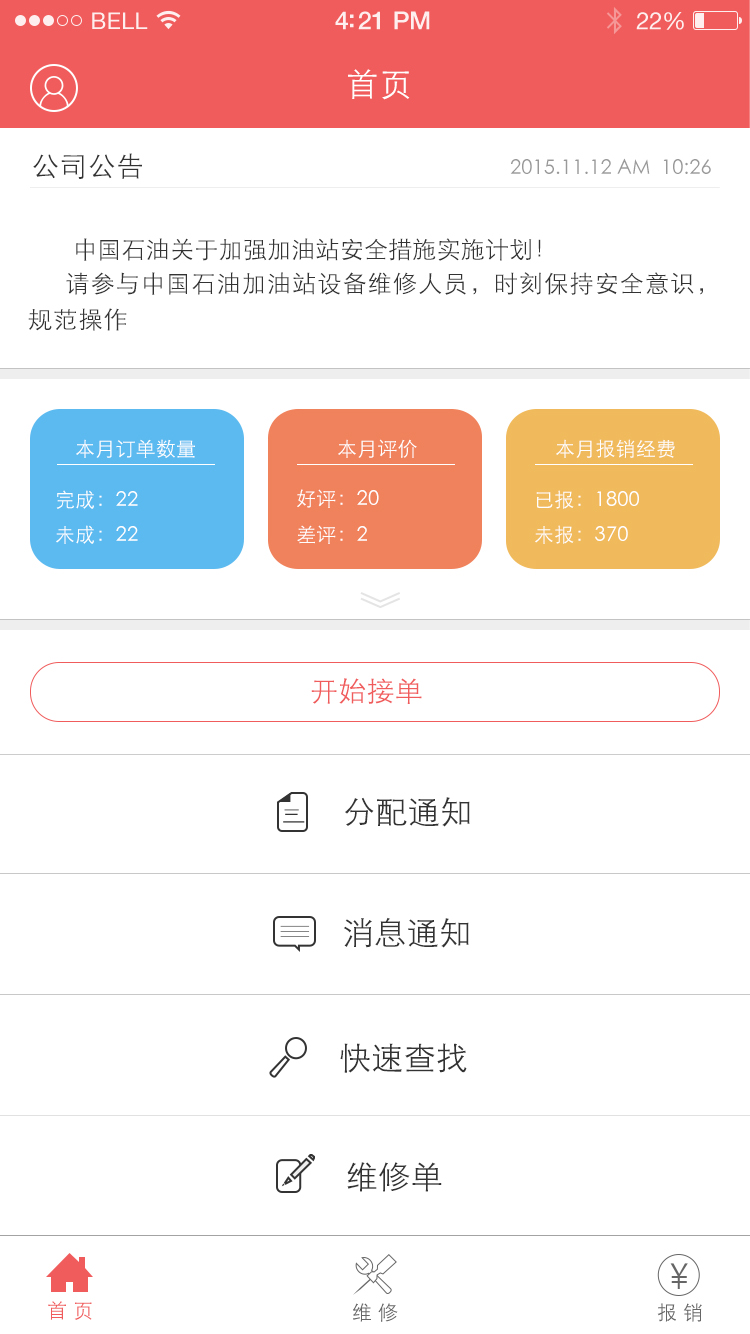 BELL 4:21 PM 22%
首页
公司公告 2015.11.12 AM 10:26
中国石油关于加强加油站安全措施实施计划！
请参与中国石油加油站设备维修人员，时刻保持安全意识，
规范操作
本月订单数量
完成：22
未成：22
本月评价
好评：20
差评：2
本月报销经费
已报：1800
未报：370
开始接单
分配通知
消息通知
快速查找
维修单
首页
维修
¥
报销